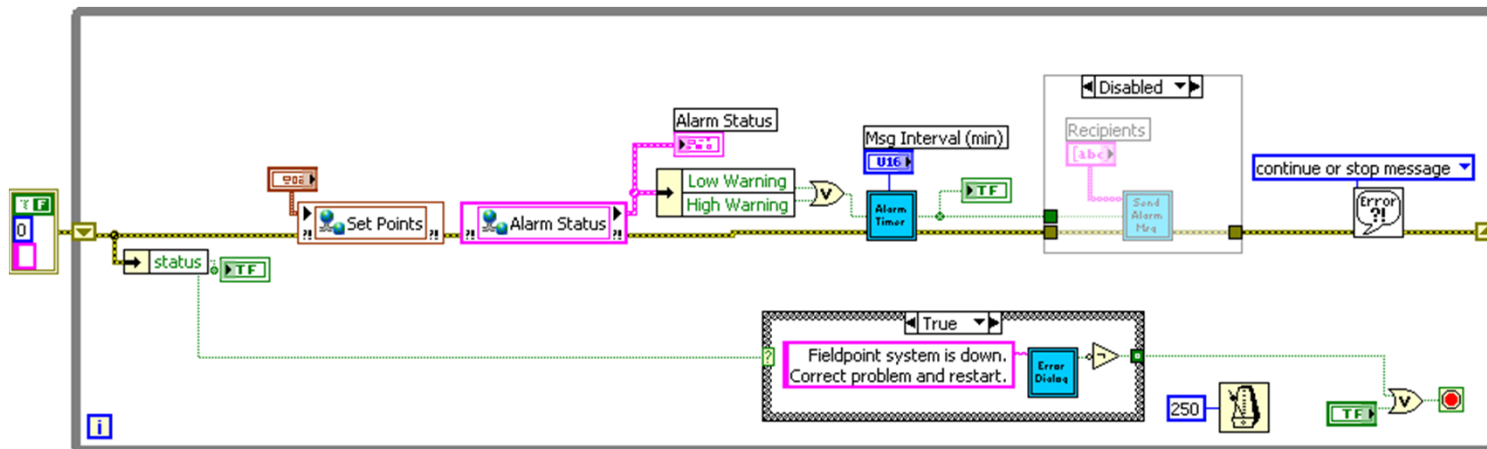 Disabled
Alarm Status
Msg Interval (min)
Recipients
U16
[abc]
continue or stop message
Low Warning
High Warning
Set Points
Alarm Status
Alarm
Timer
TF
Send
Alarm
Msg
Error
?!
F
0
status
TF
True
Fieldpoint system is down.
Correct problem and restart.
Error
Dialog
?
250
TF
i